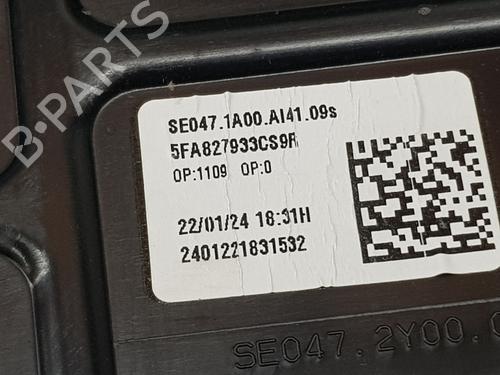 B-PARTS
SE047.1A00.AI41.09s
5FA827933CS9R
OP:1109 OP:0
22/01/24 18:31H
2401221831532
SE047.2Y00.